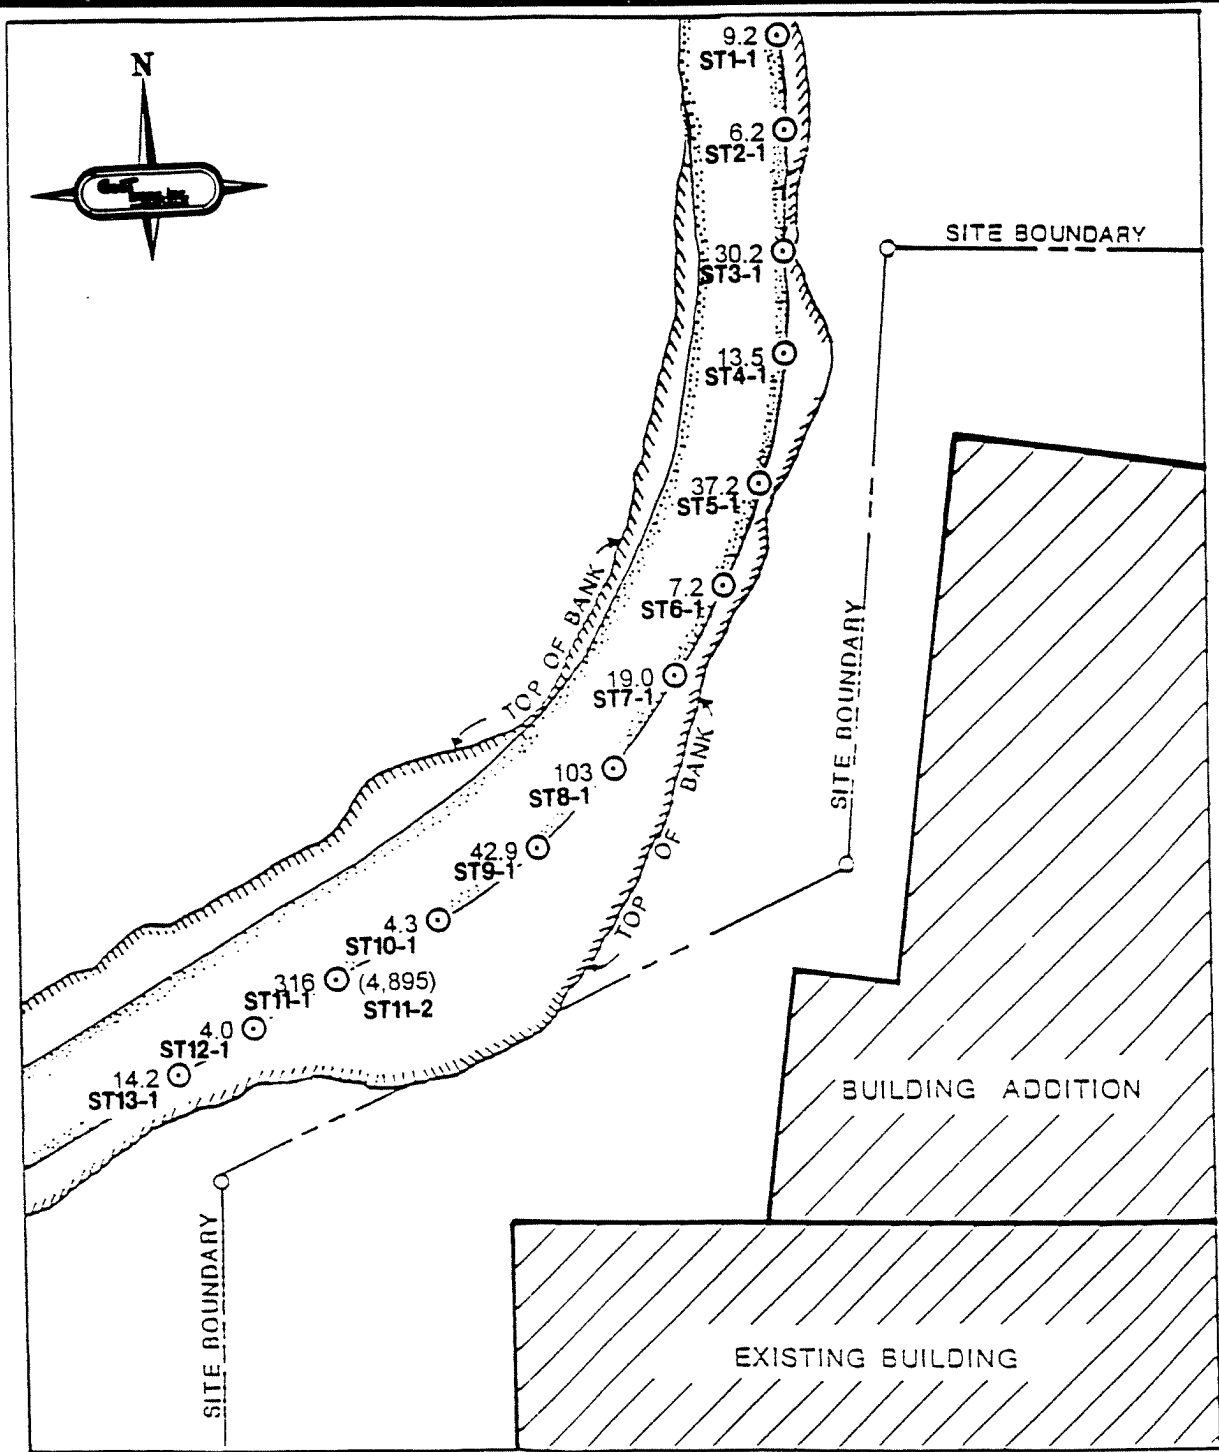 N
9.2
ST1-1
6.2
ST2-1
SITE BOUNDARY
30.2
ST3-1
13.5
ST4-1
37.2
ST5-1
TOP OF BANK
7.2
ST6-1
SITE BOUNDARY
19.0
ST7-1
103
ST8-1
TOP OF BANK
42.9
ST9-1
4.3
ST10-1
316 (4,895)
ST11-1 ST11-2
4.0
ST12-1
14.2
ST13-1
BUILDING ADDITION
SITE BOUNDARY
EXISTING BUILDING